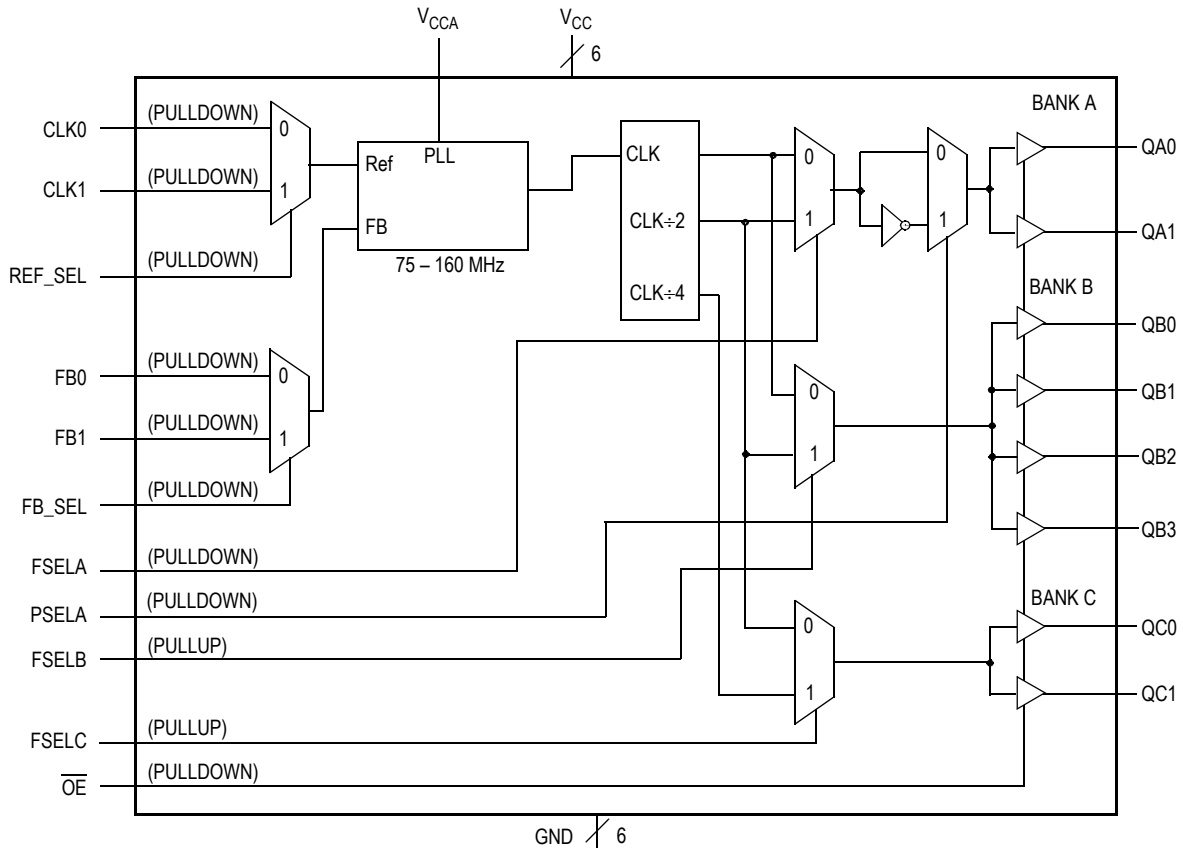 VCCA
VCC
6
CLK0 (PULLDOWN) 0
CLK1 (PULLDOWN) 1
REF_SEL (PULLDOWN)
Ref PLL
FB
75 – 160 MHz
FB0 (PULLDOWN) 0
FB1 (PULLDOWN) 1
FB_SEL (PULLDOWN)
FSELA (PULLDOWN)
PSELA (PULLDOWN)
FSELB (PULLUP)
FSELC (PULLUP)
OE (PULLDOWN)
CLK
CLK÷2
CLK÷4
0
1
0
1
0
1
0
1
BANK A
QA0
QA1
BANK B
QB0
QB1
QB2
QB3
BANK C
QC0
QC1
GND 6